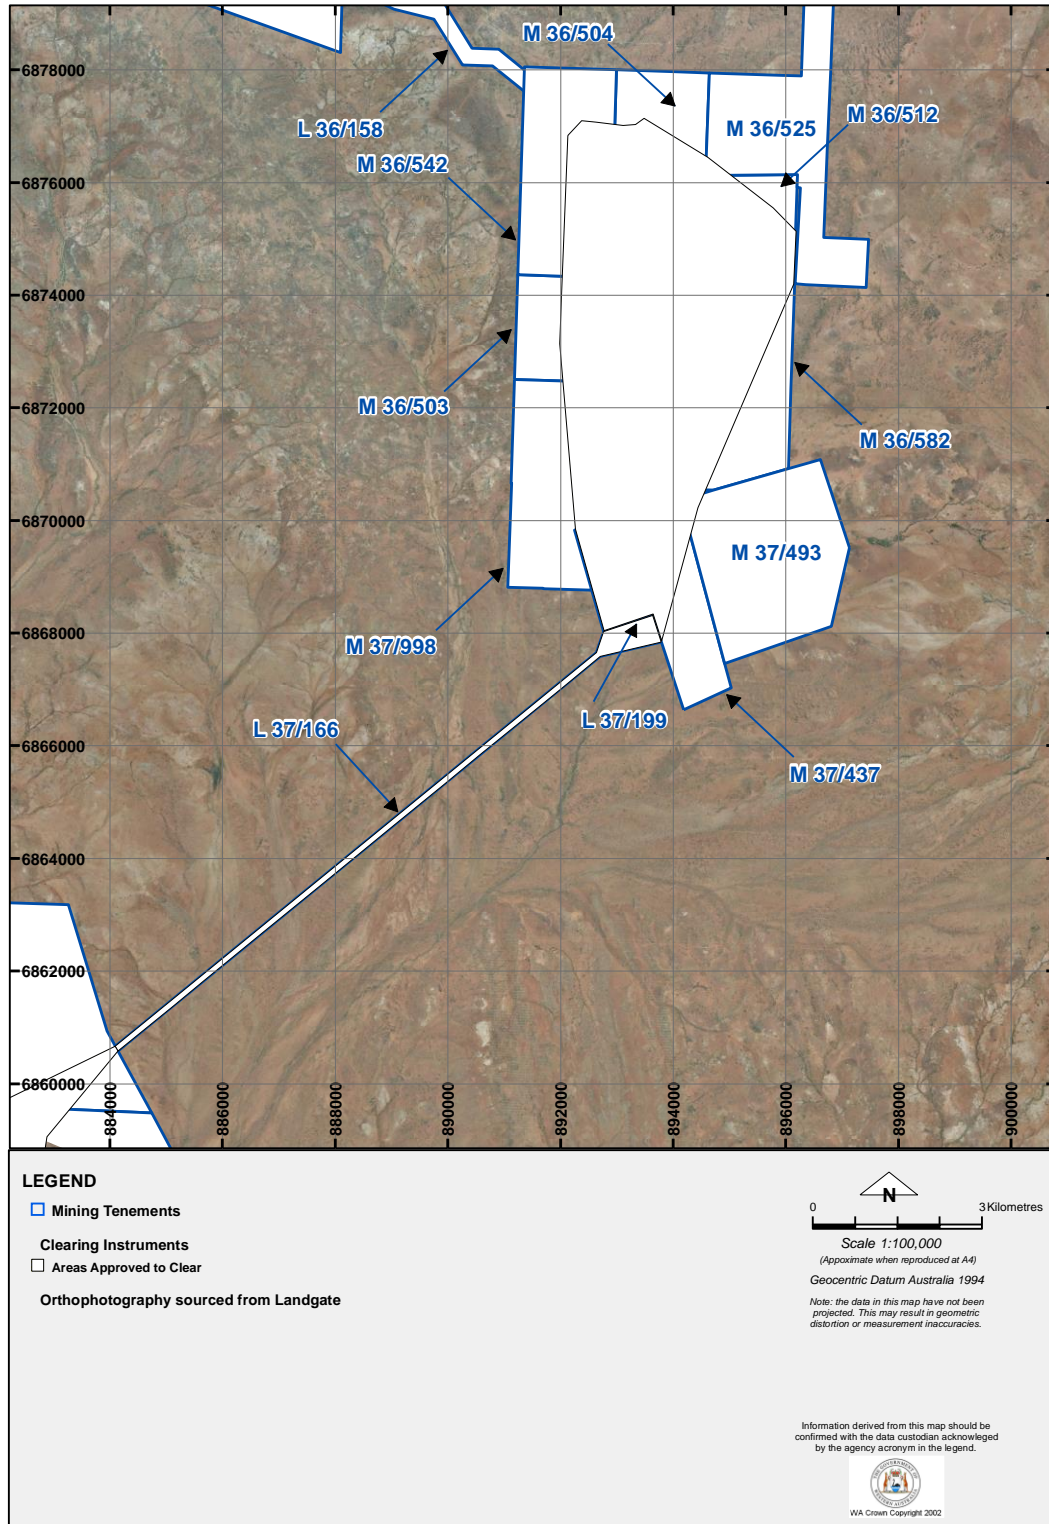 M 36/504
6878000
L 36/158
M 36/525
M 36/512
M 36/542
6876000
6874000
M 36/503
6872000
M 36/582
6870000
M 37/493
6868000
M 37/998
L 37/199
L 37/166
6866000
M 37/437
6864000
6862000
6860000
884000
886000
888000
890000
892000
894000
896000
898000
900000
LEGEND
Mining Tenements
Clearing Instruments
Areas Approved to Clear
Orthophotography sourced from Landgate
N
0 3 Kilometres
Scale 1:100,000
(Appoximate when reproduced at A4)
Geocentric Datum Australia 1994
Note: the data in this map have not been
projected. This may result in geometric
distortion or measurement inaccuracies.
Information derived from this map should be
confirmed with the data custodian acknowleged
by the agency acronym in the legend.
THE GOVERNMENT OF
WESTERN AUSTRALIA
WA Crown Copyright 2002